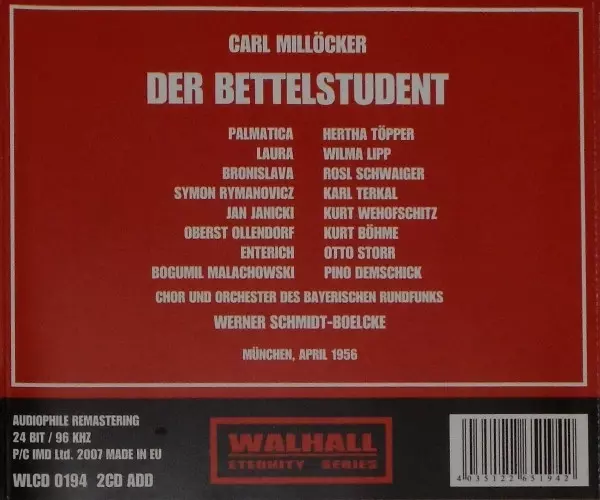 CARL MILLÖCKER
DER BETTELSTUDENT
PALMATICA HERTHA TÖPPER
LAURA WILMA LIPP
BRONISLAVA ROSL SCHWAIGER
SYMON RYMANOVICZ KARL TERKAL
JAN JANICKI KURT WEHOFSCHITZ
OBERST OLLENDORF KURT BÖHME
ENTERICH OTTO STORR
BOGUMIL MALACHOWSKI PINO DEMSCHICK
CHOR UND ORCHESTER DES BAYERISCHEN RUNDFUNKS
WERNER SCHMIDT-BOELCKE
MÜNCHEN, APRIL 1956
AUDIOPHILE REMASTERING
24 BIT / 96 KHZ
P/C IMD Ltd. 2007 MADE IN EU
WLCD 0194 2CD ADD
WALHALL
ETERNITY SERIES
4 035122 651942